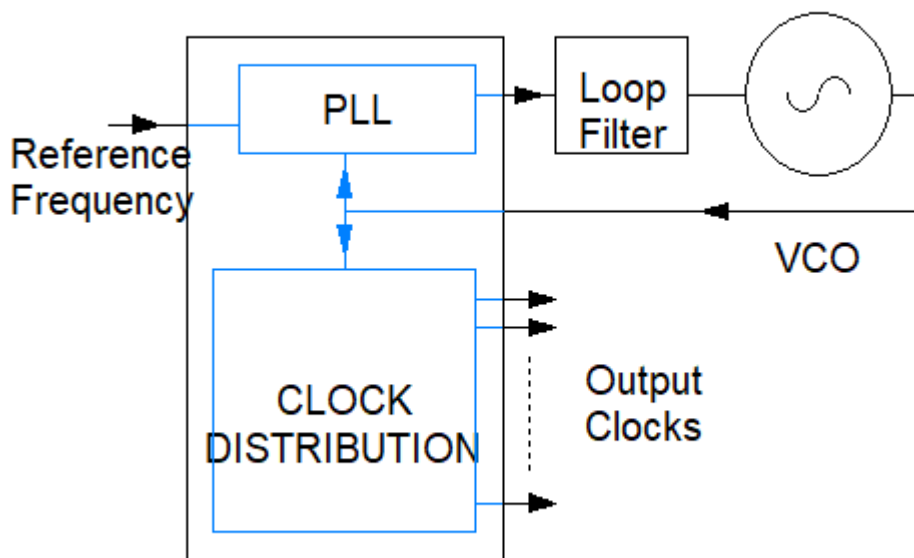 PLL
Loop
Filter
Reference
Frequency
VCO
CLOCK
DISTRIBUTION
Output
Clocks